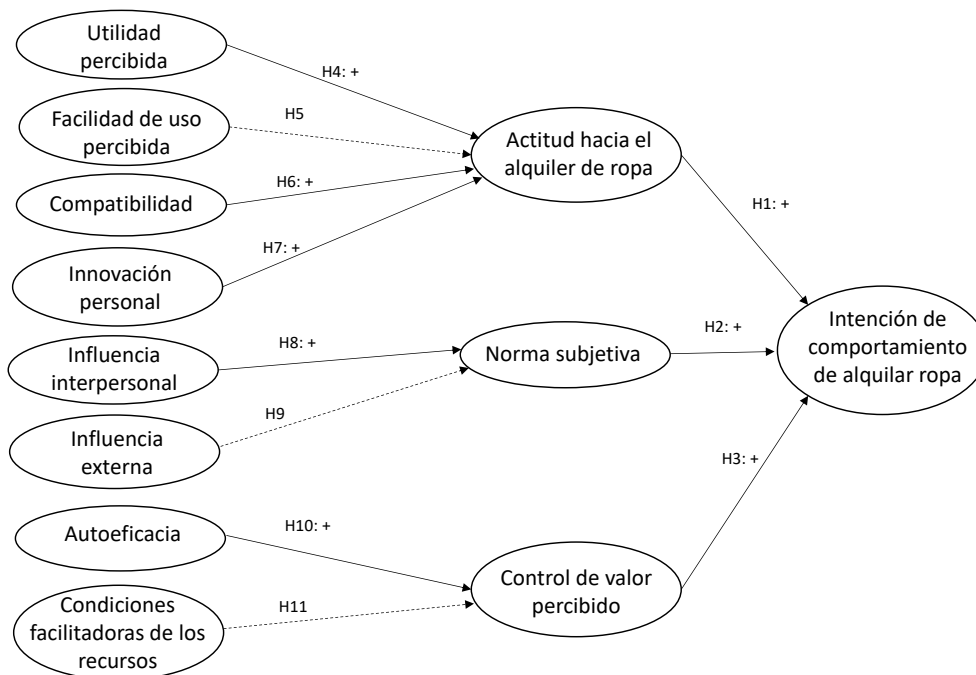 Utilidad
percibida
H4: +
Facilidad de uso
percibida
H5
Actitud hacia el
alquiler de ropa
Compatibilidad
H6: +
H1: +
H7: +
Innovación
personal
Influencia
interpersonal
H8: +
Norma subjetiva
H2: +
Intención de
comportamiento
de alquilar ropa
H9
Influencia
externa
H3: +
Autoeficacia
H10: +
Control de valor
percibido
H11
Condiciones
facilitadoras de los
recursos